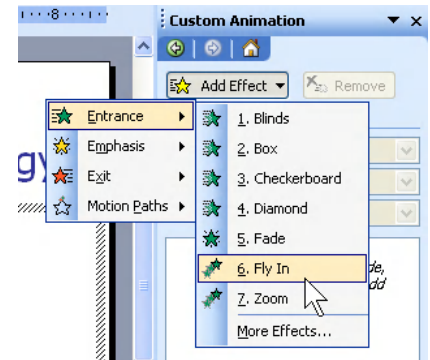 8
Custom Animation
Add Effect
Remove
Entrance
Emphasis
Exit
Motion Paths
1. Blinds
2. Box
3. Checkerboard
4. Diamond
5. Fade
6. Fly In
7. Zoom
More Effects...
gy
de,
dd